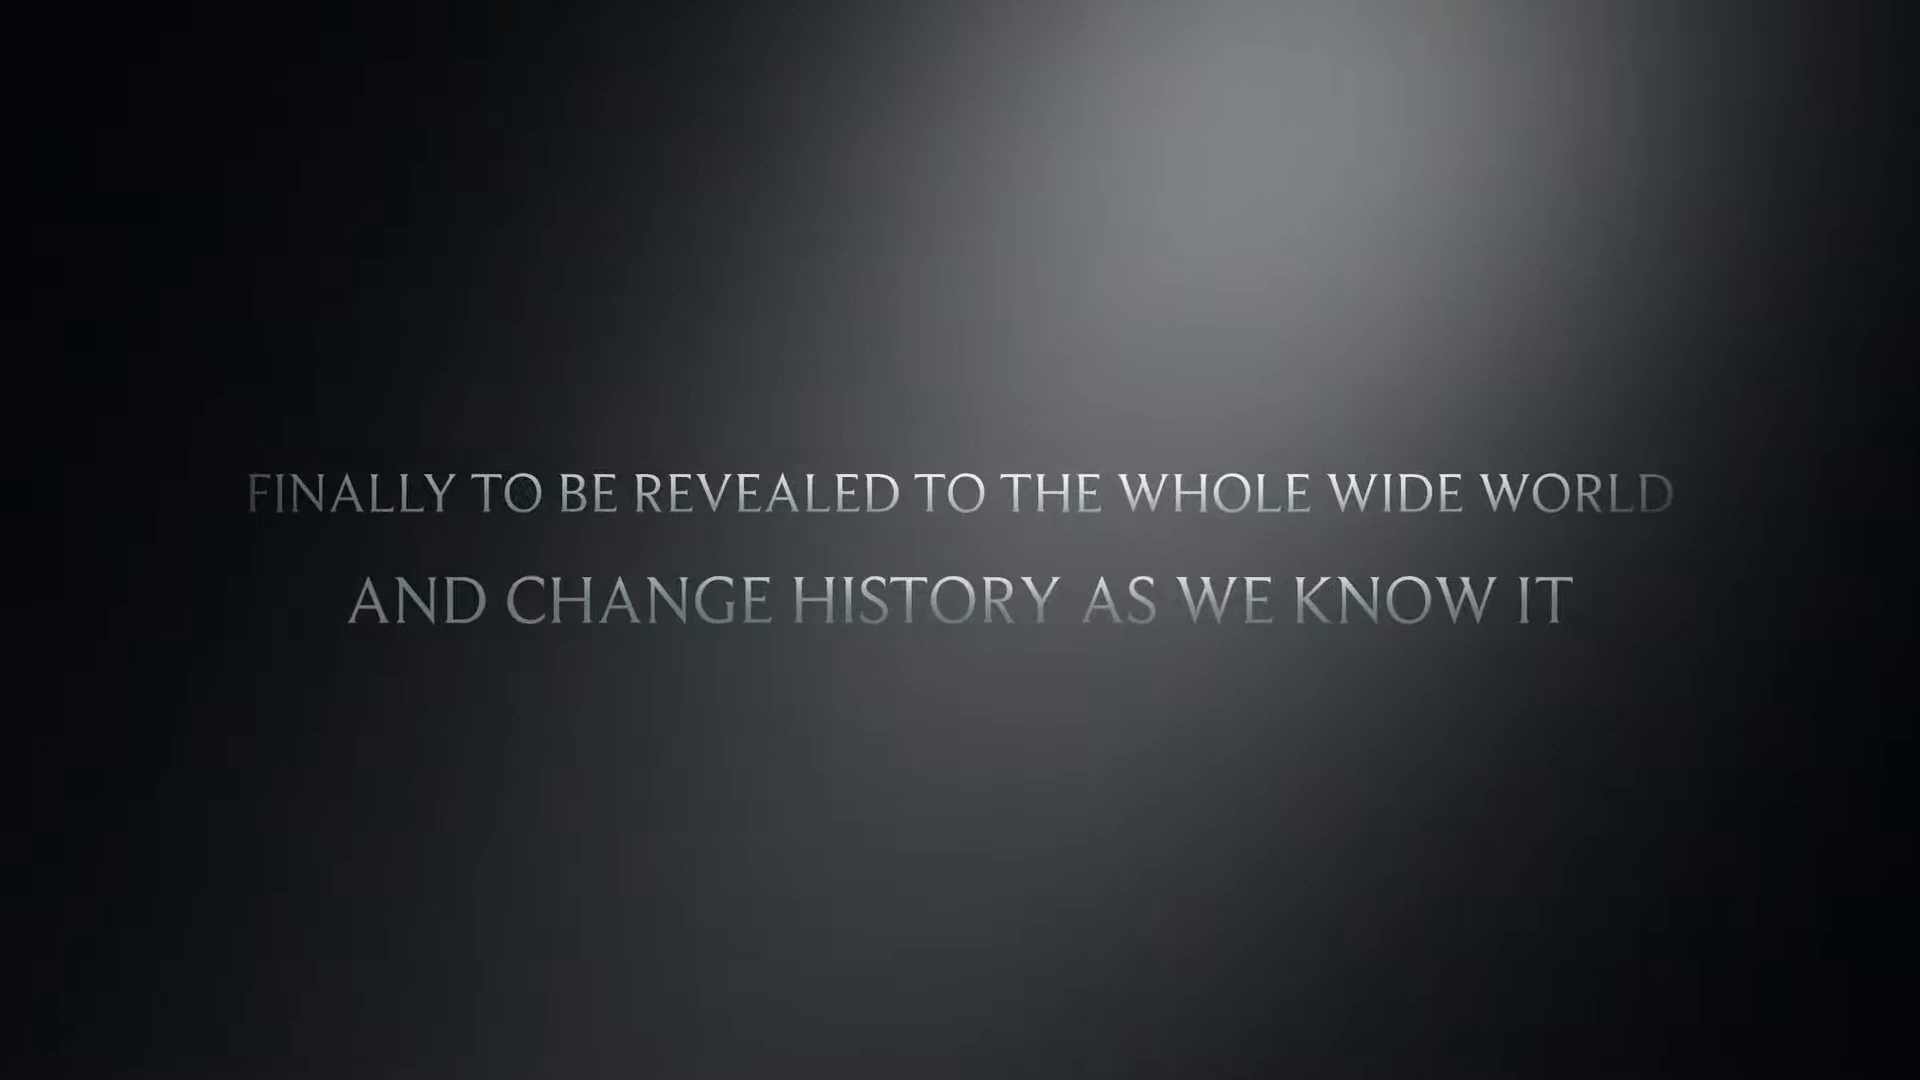 FINALLY TO BE REVEALED TO THE WHOLE WIDE WORLD
AND CHANGE HISTORY AS WE KNOW IT